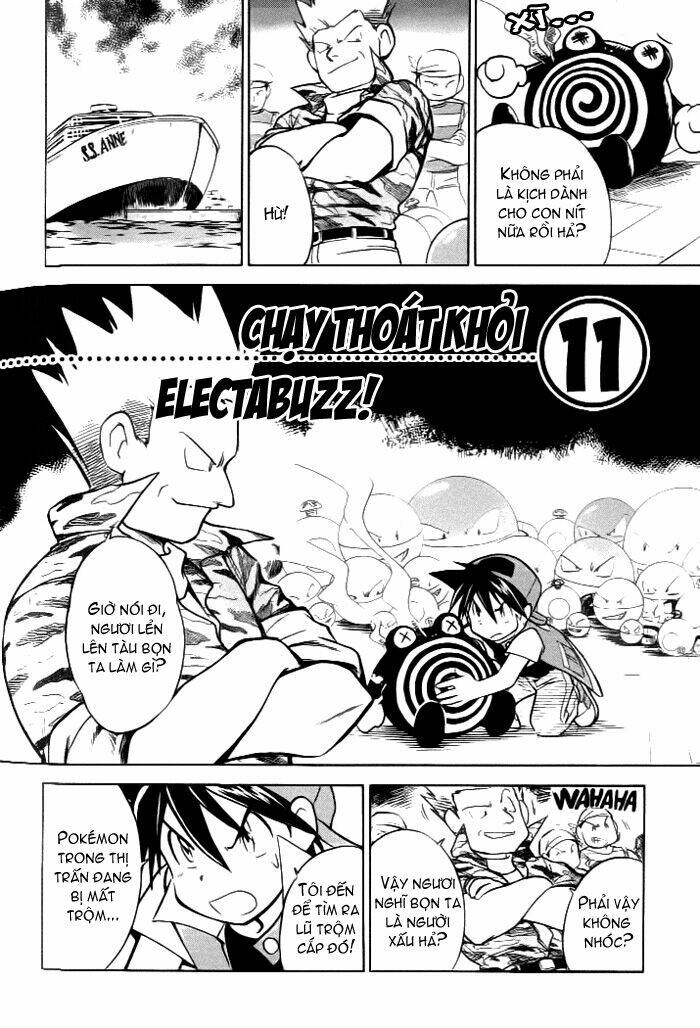 S.S. ANNE
HỪ!
XÌ...
KHÔNG PHẢI
LÀ KỊCH DÀNH
CHO CON NÍT
NỮA RỒI HẢ?
CHẠY THOÁT KHỎI
ELECTABUZZ!
11
GIỜ NÓI ĐI,
NGƯƠI LẺN
LÊN TÀU BỌN
TA LÀM GÌ?
POKÉMON
TRONG THỊ
TRẤN ĐANG
BỊ MẤT
TRỘM...
TÔI ĐẾN
ĐỂ TÌM RA
LŨ TRỘM
CẮP ĐÓ!
VẬY NGƯƠI
NGHĨ BỌN TA
LÀ NGƯỜI
XẤU HẢ?
WAHAHA
PHẢI VẬY
KHÔNG
NHÓC?